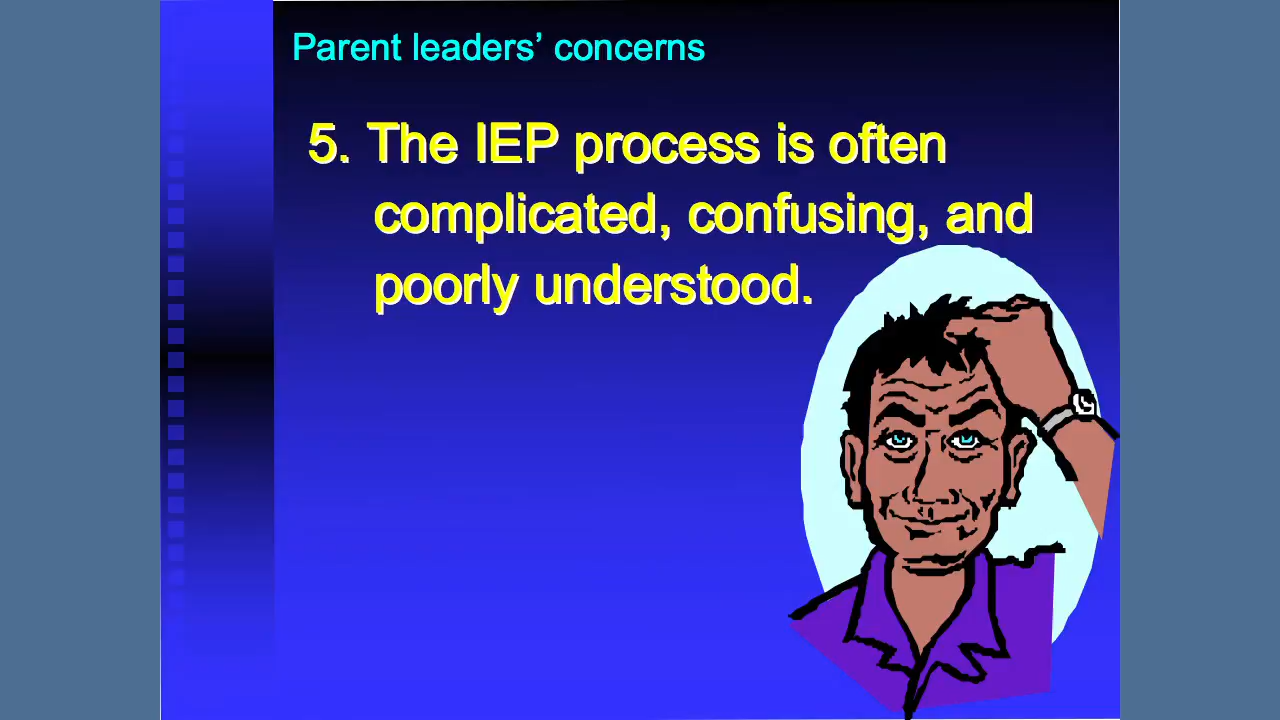 Parent leaders’ concerns
5. The IEP process is often
complicated, confusing, and
poorly understood.